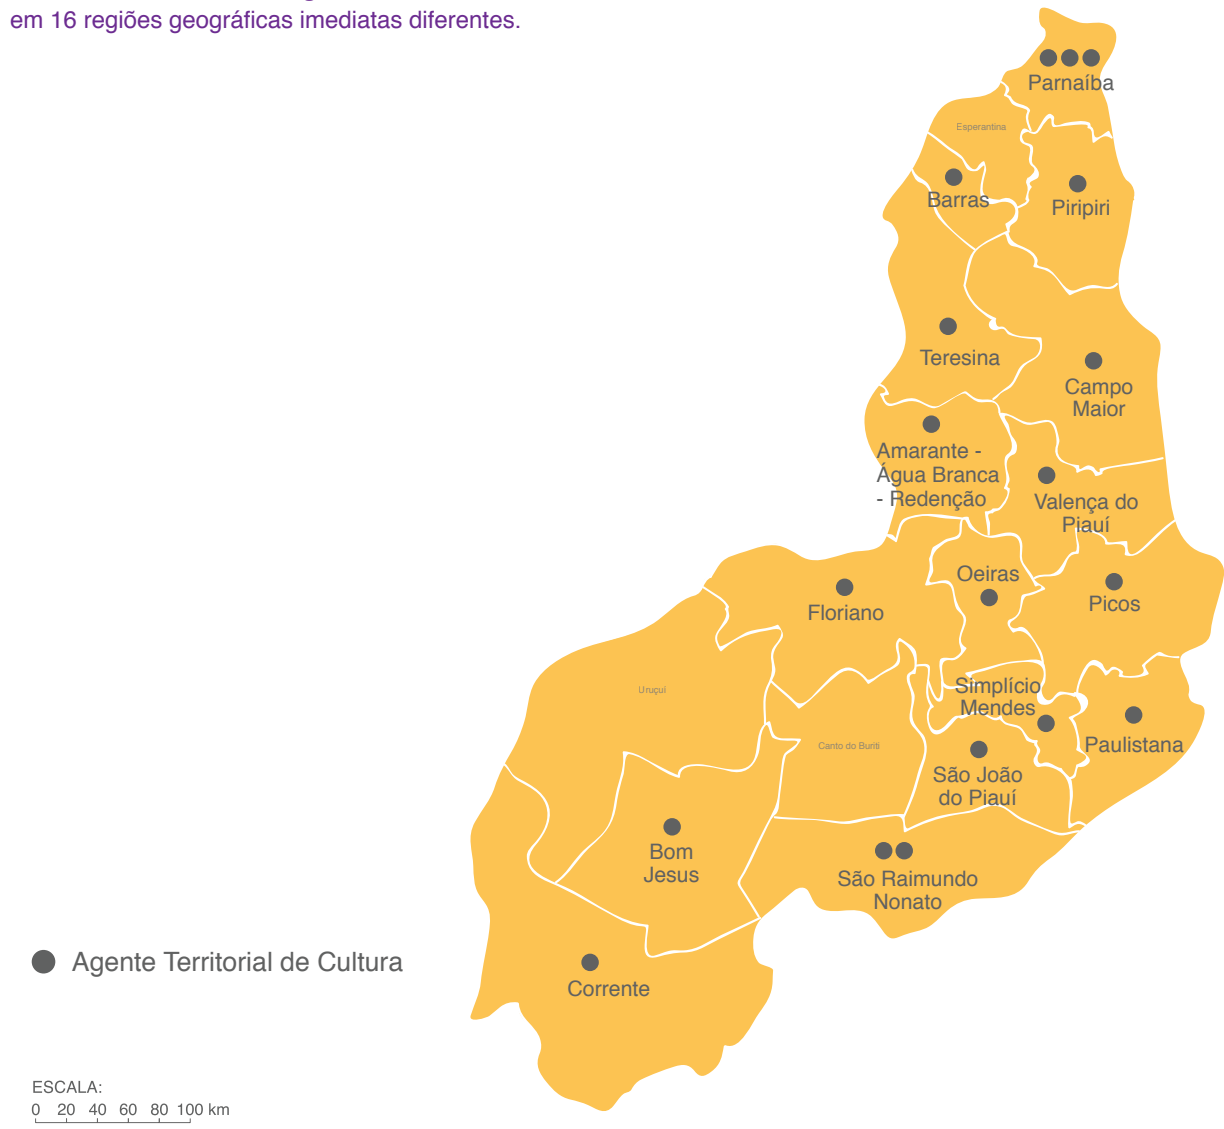 em 16 regiões geográficas imediatas diferentes.
Parnaíba
Esperantina
Barras
Piripiri
Teresina
Campo
Maior
Amarante -
Água Branca
- Redenção
Valença do
Piauí
Oeiras
Floriano
Picos
Simplício
Mendes
Uruçuí
Canto do Buriti
Paulistana
São João
do Piauí
Bom
Jesus
São Raimundo
Nonato
Agente Territorial de Cultura
Corrente
ESCALA:
0 20 40 60 80 100 km